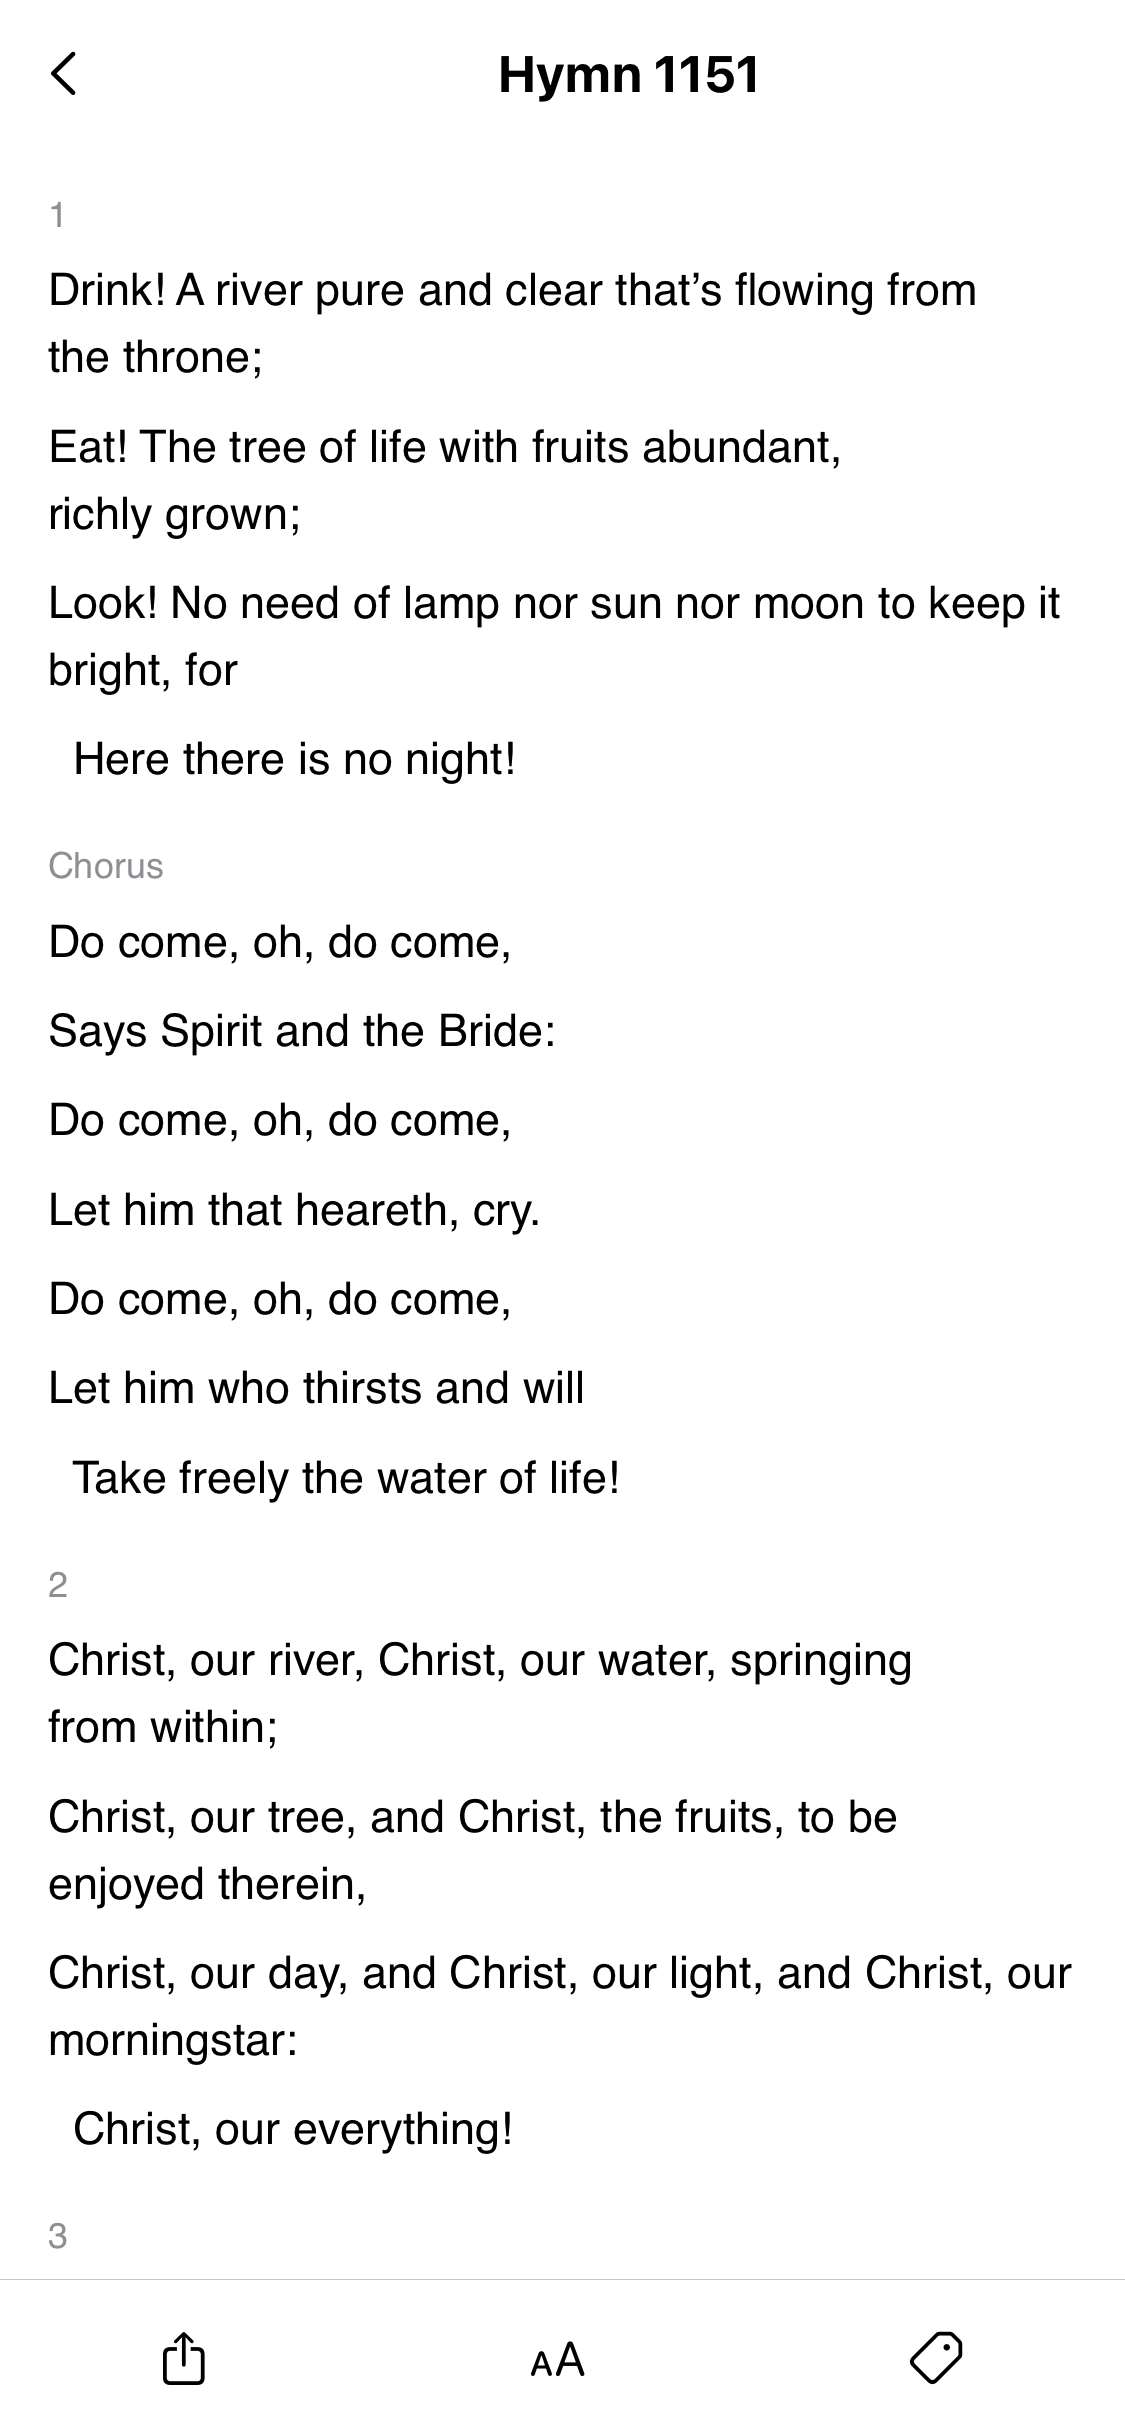 Hymn 1151
1
Drink! A river pure and clear that’s flowing from
the throne;
Eat! The tree of life with fruits abundant,
richly grown;
Look! No need of lamp nor sun nor moon to keep it
bright, for
Here there is no night!
Chorus
Do come, oh, do come,
Says Spirit and the Bride:
Do come, oh, do come,
Let him that heareth, cry.
Do come, oh, do come,
Let him who thirsts and will
Take freely the water of life!
2
Christ, our river, Christ, our water, springing
from within;
Christ, our tree, and Christ, the fruits, to be
enjoyed therein,
Christ, our day, and Christ, our light, and Christ, our
morningstar:
Christ, our everything!
3
AA